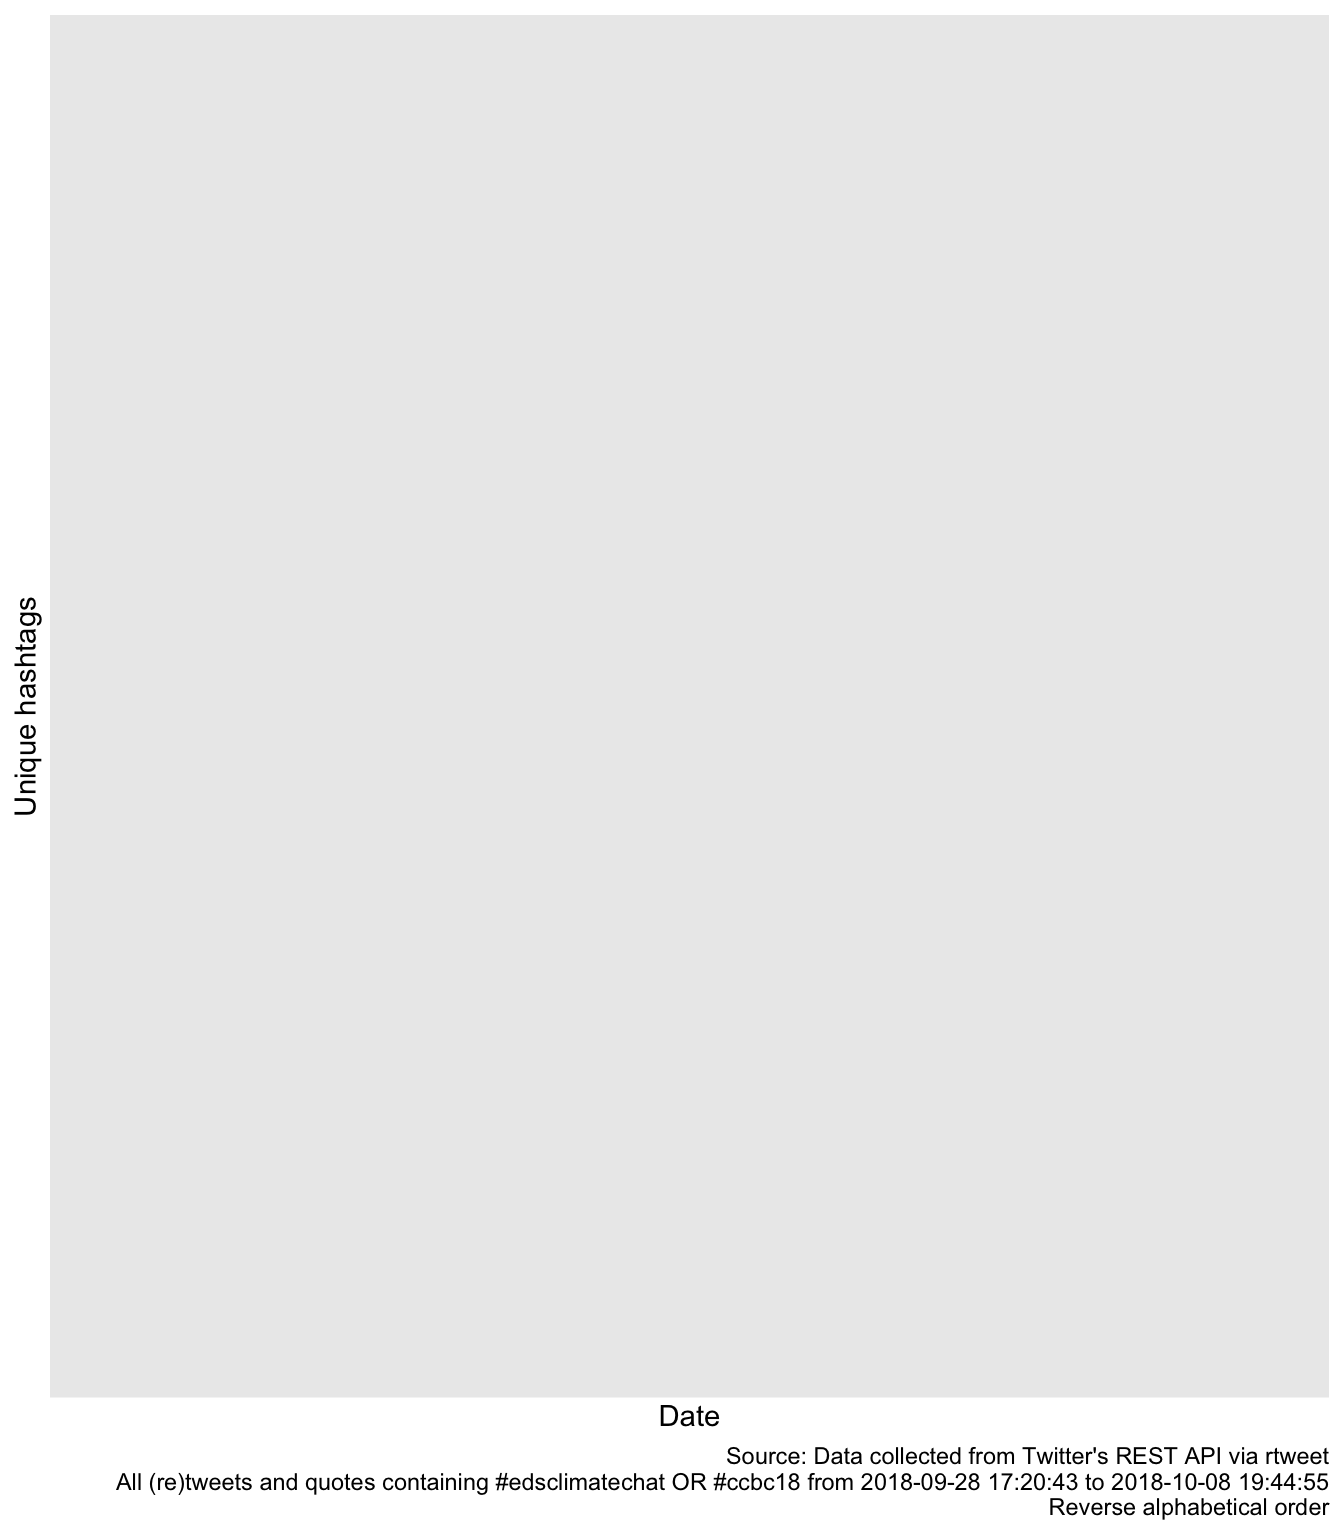 Unique hashtags
Date
Source: Data collected from Twitter's REST API via rtweet
All (re)tweets and quotes containing #edsclimatechat OR #ccbc18 from 2018-09-28 17:20:43 to 2018-10-08 19:44:55
Reverse alphabetical order